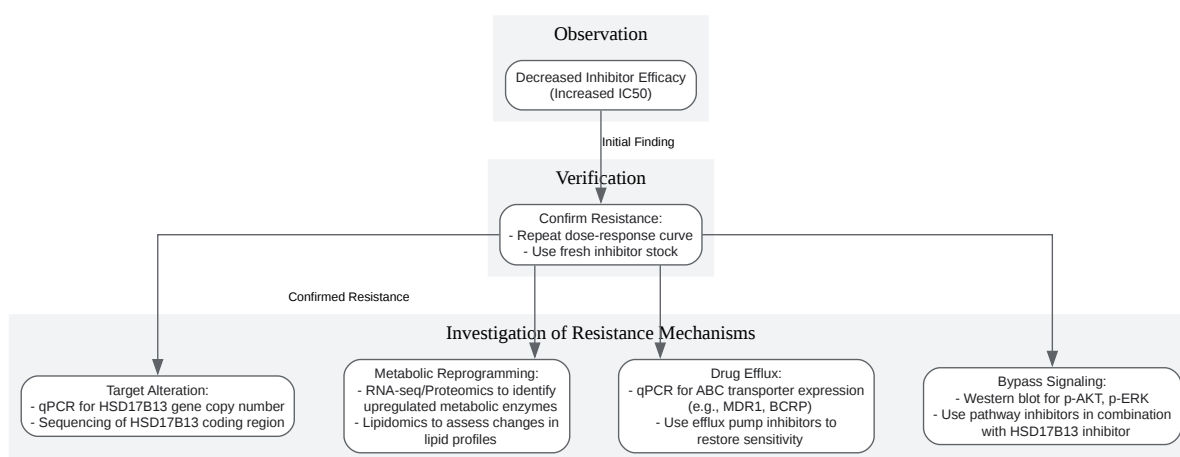 Observation
Decreased Inhibitor Efficacy
(Increased IC50)
Initial Finding
Verification
Confirm Resistance:
- Repeat dose-response curve
- Use fresh inhibitor stock
Confirmed Resistance
Investigation of Resistance Mechanisms
Target Alteration:
- qPCR for HSD17B13 gene copy number
- Sequencing of HSD17B13 coding region
Metabolic Reprogramming:
- RNA-seq/Proteomics to identify
upregulated metabolic enzymes
- Lipidomics to assess changes in
lipid profiles
Drug Efflux:
- qPCR for ABC transporter expression
(e.g., MDR1, BCRP)
- Use efflux pump inhibitors to
restore sensitivity
Bypass Signaling:
- Western blot for p-AKT, p-ERK
- Use pathway inhibitors in combination
with HSD17B13 inhibitor